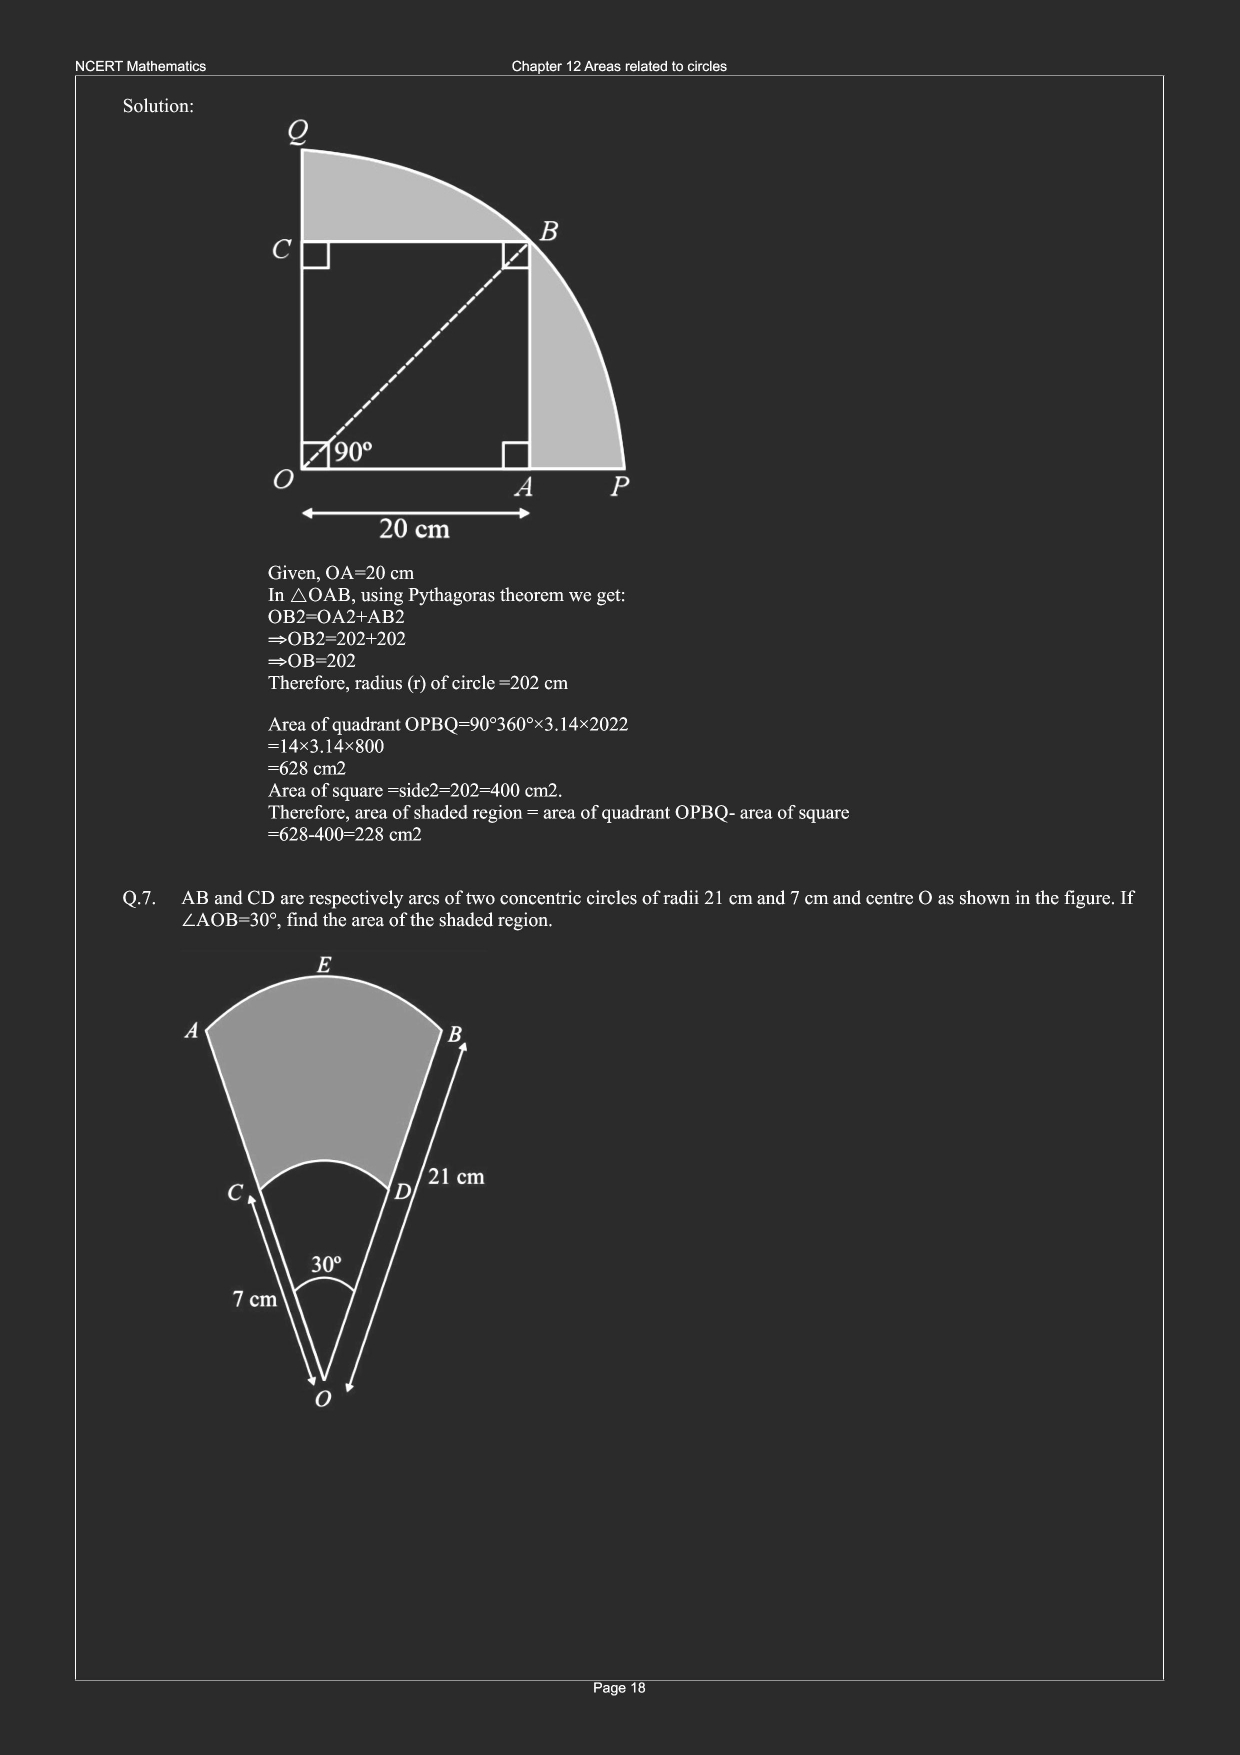 NCERT Mathematics
Chapter 12 Areas related to circles
Solution:
Q
B
C
90º
O
A
P
20 cm
Given, OA=20 cm
In △OAB, using Pythagoras theorem we get:
OB2=OA2+AB2
⇒OB2=202+202
⇒OB=202
Therefore, radius (r) of circle =202 cm
Area of quadrant OPBQ=90°360°×3.14×2022
=14×3.14×800
=628 cm2
Area of square =side2=202=400 cm2.
Therefore, area of shaded region = area of quadrant OPBQ- area of square
=628-400=228 cm2
Q.7. AB and CD are respectively arcs of two concentric circles of radii 21 cm and 7 cm and centre O as shown in the figure. If
∠AOB=30°, find the area of the shaded region.
E
A
B
21 cm
C
D
30º
7 cm
O
Page 18